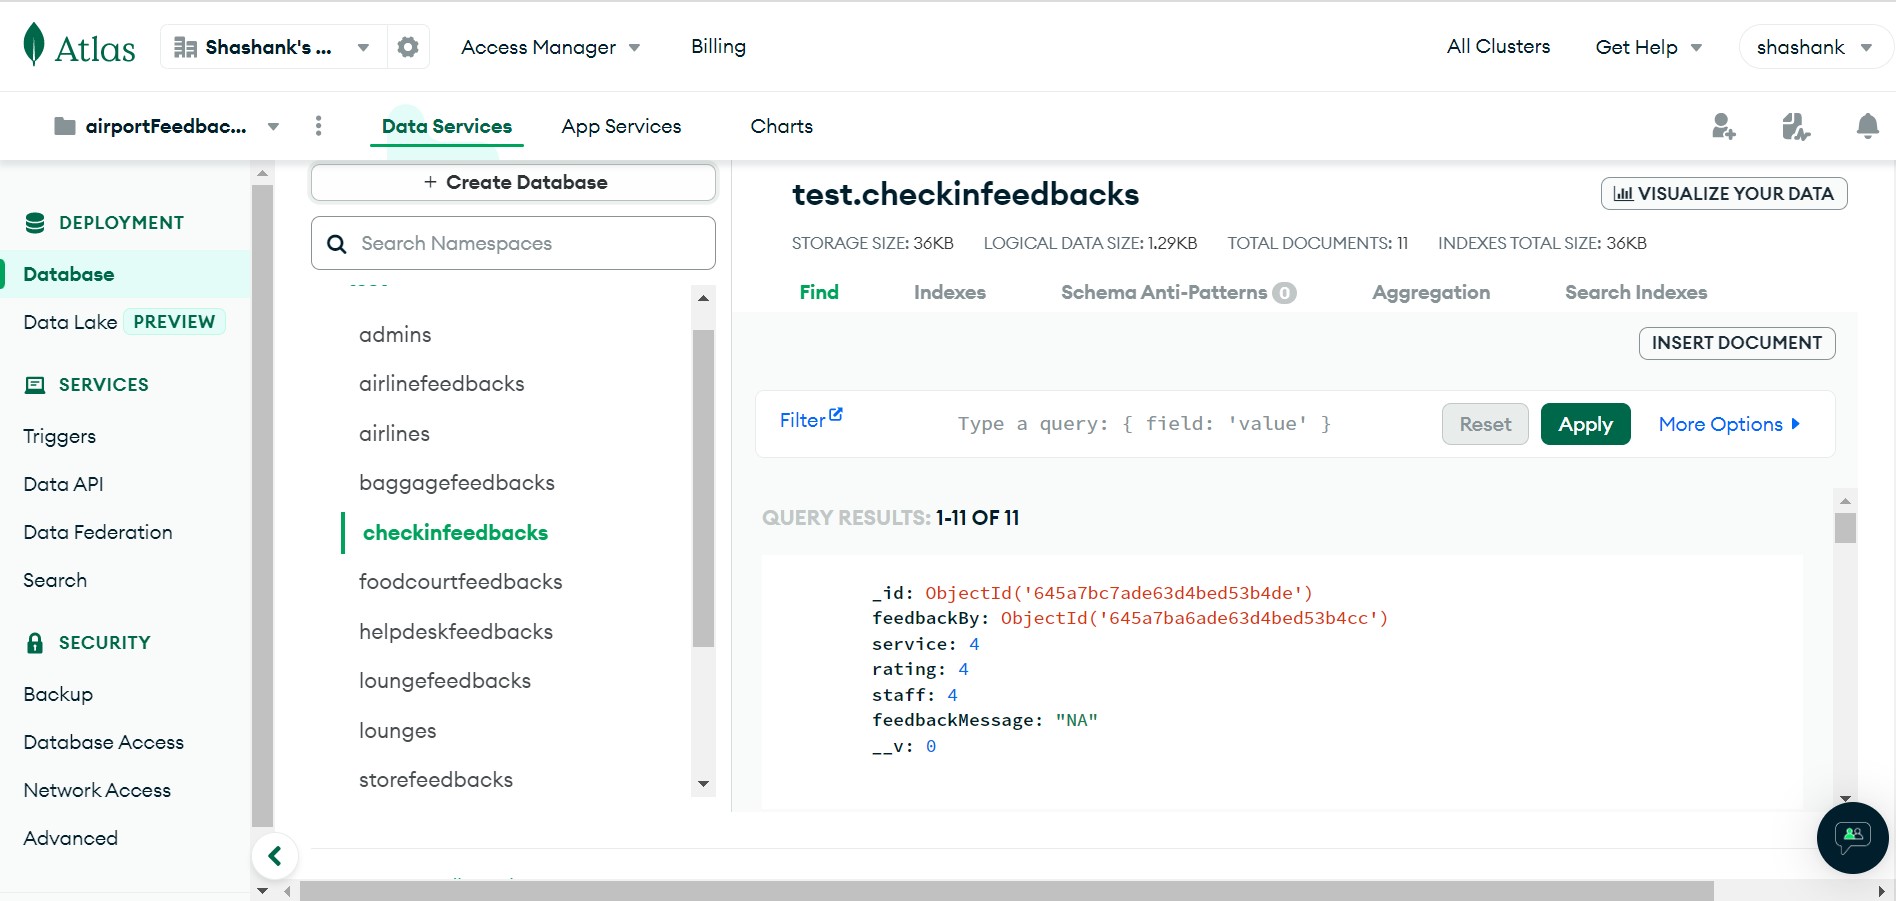 Atlas
Shashank's ...
Access Manager
Billing
All Clusters
Get Help
shashank
airportFeedbac...
Data Services
App Services
Charts
DEPLOYMENT
Database
Data Lake PREVIEW
SERVICES
Triggers
Data API
Data Federation
Search
SECURITY
Backup
Database Access
Network Access
Advanced
+ Create Database
Search Namespaces
admins
airlinefeedbacks
airlines
baggagefeedbacks
checkinfeedbacks
foodcourtfeedbacks
helpdeskfeedbacks
loungefeedbacks
lounges
storefeedbacks
test.checkinfeedbacks
VISUALIZE YOUR DATA
STORAGE SIZE: 36KB LOGICAL DATA SIZE: 1.29KB TOTAL DOCUMENTS: 11 INDEXES TOTAL SIZE: 36KB
Find
Indexes
Schema Anti-Patterns 0
Aggregation
Search Indexes
INSERT DOCUMENT
Filter
Type a query: { field: 'value' }
Reset
Apply
More Options
QUERY RESULTS: 1-11 OF 11
_id: ObjectId('645a7bc7ade63d4bed53b4de')
feedbackBy: ObjectId('645a7ba6ade63d4bed53b4cc')
service: 4
rating: 4
staff: 4
feedbackMessage: "NA"
__v: 0